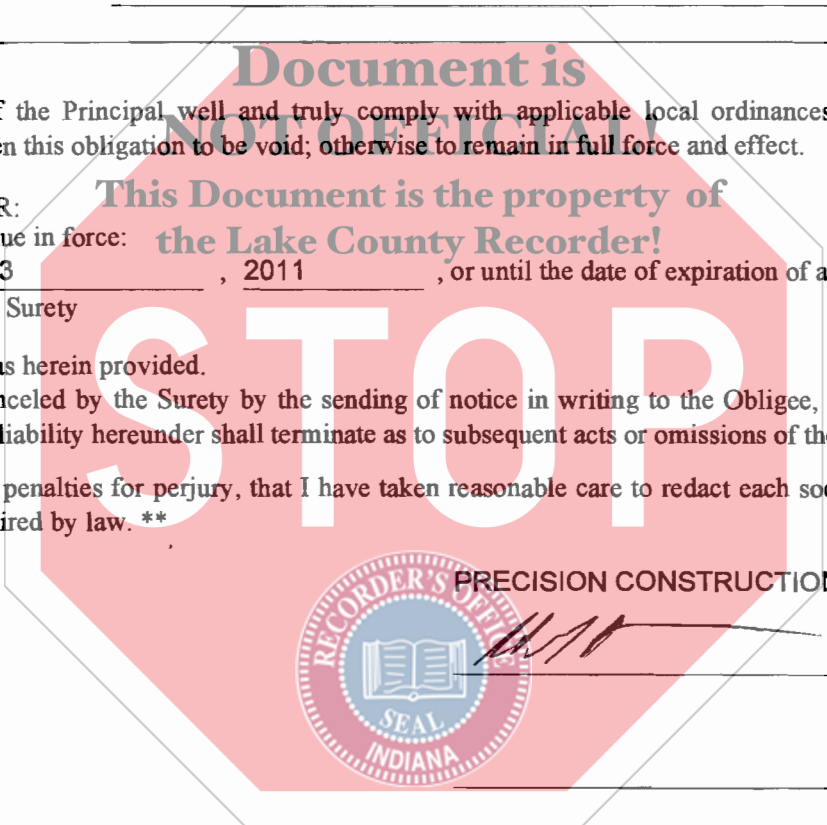 Document is
f the Principal well and truly comply with applicable local ordinances
NOT OFFICIAL!
en this obligation to be void; otherwise to remain in full force and effect.
This Document is the property of
R:
ue in force:
the Lake County Recorder!
3 , 2011 , or until the date of expiration of a
Surety
STOP
as herein provided.
nceled by the Surety by the sending of notice in writing to the Obligee,
liability hereunder shall terminate as to subsequent acts or omissions of the
penalties for perjury, that I have taken reasonable care to redact each soc
ired by law. **
PRECISION CONSTRUCTION
RECORDER'S OFFICE
SEAL
INDIANA